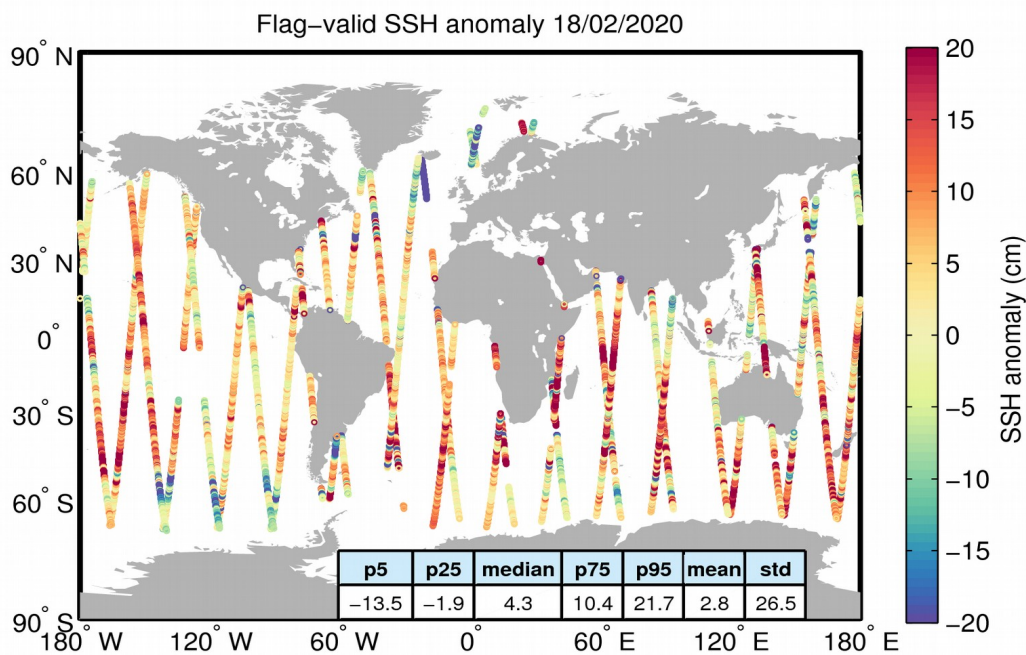 Flag−valid SSH anomaly 18/02/2020
90° N
60° N
30° N
0°
30° S
60° S
90° S
180° W
120° W
60° W
0°
60° E
120° E
180° E
p5 p25 median p75 p95 mean std
−13.5 −1.9 4.3 10.4 21.7 2.8 26.5
20
15
10
5
0
−5
−10
−15
−20
SSH anomaly (cm)